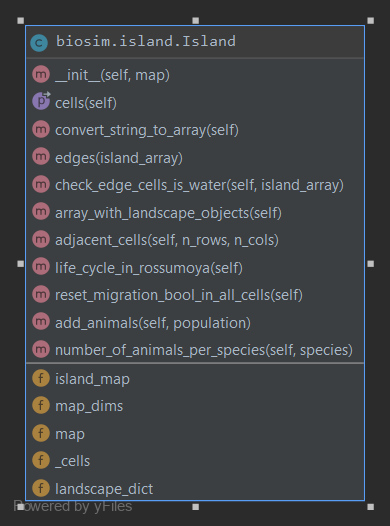 C biosim.island.Island
m __init__(self, map)
p cells(self)
m convert_string_to_array(self)
m edges(island_array)
m check_edge_cells_is_water(self, island_array)
m array_with_landscape_objects(self)
m adjacent_cells(self, n_rows, n_cols)
m life_cycle_in_rossumoya(self)
m reset_migration_bool_in_all_cells(self)
m add_animals(self, population)
m number_of_animals_per_species(self, species)
f island_map
f map_dims
f map
f _cells
f landscape_dict
Powered by yFiles